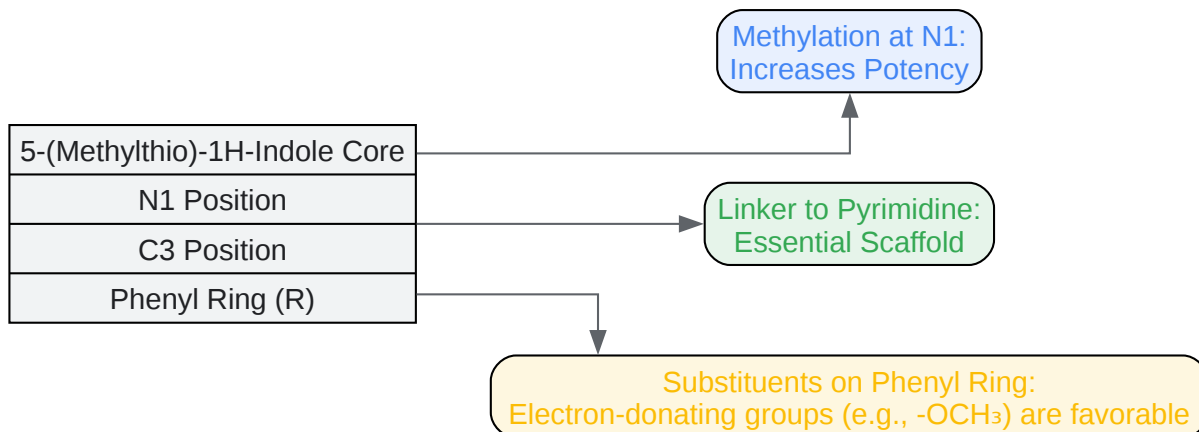 Methylation at N1:
Increases Potency
5-(Methylthio)-1H-Indole Core
N1 Position
C3 Position
Phenyl Ring (R)
Linker to Pyrimidine:
Essential Scaffold
Substituents on Phenyl Ring:
Electron-donating groups (e.g., -OCH₃) are favorable